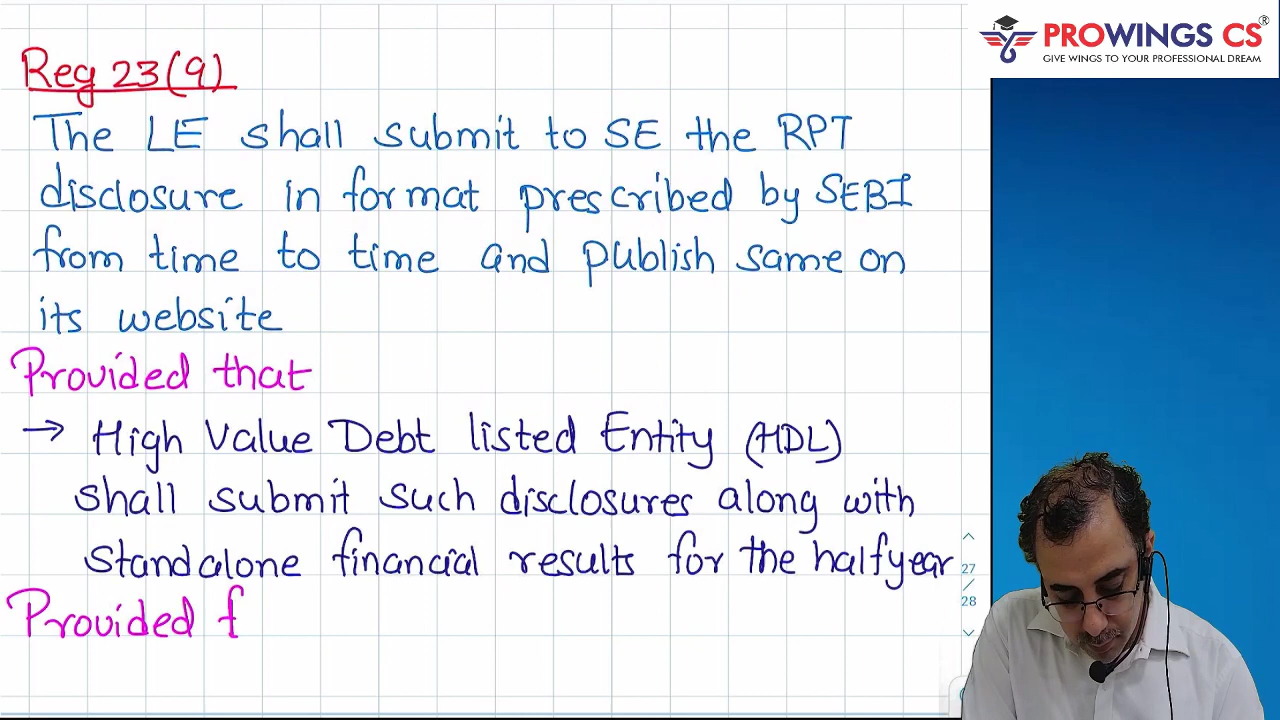 PROWINGS CS®
GIVE WINGS TO YOUR PROFESSIONAL DREAM
Reg 23(9)
The LE shall submit to SE the RPT
disclosure in format prescribed by SEBI
from time to time and publish same on
its website
Provided that
→ High Value Debt listed Entity (HDL)
shall submit such disclosures along with
Standalone financial results for the halfyear
Provided f
27
/
28